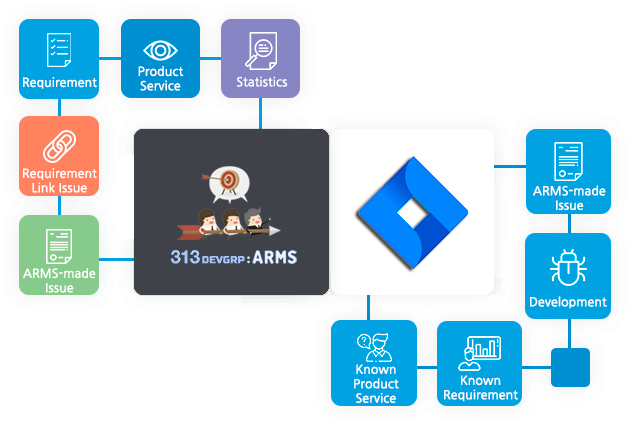 Requirement
Product
Service
Statistics
Requirement
Link Issue
ARMS-made
Issue
313 DEVGRP : ARMS
ARMS-made
Issue
Development
Known
Product
Service
Known
Requirement